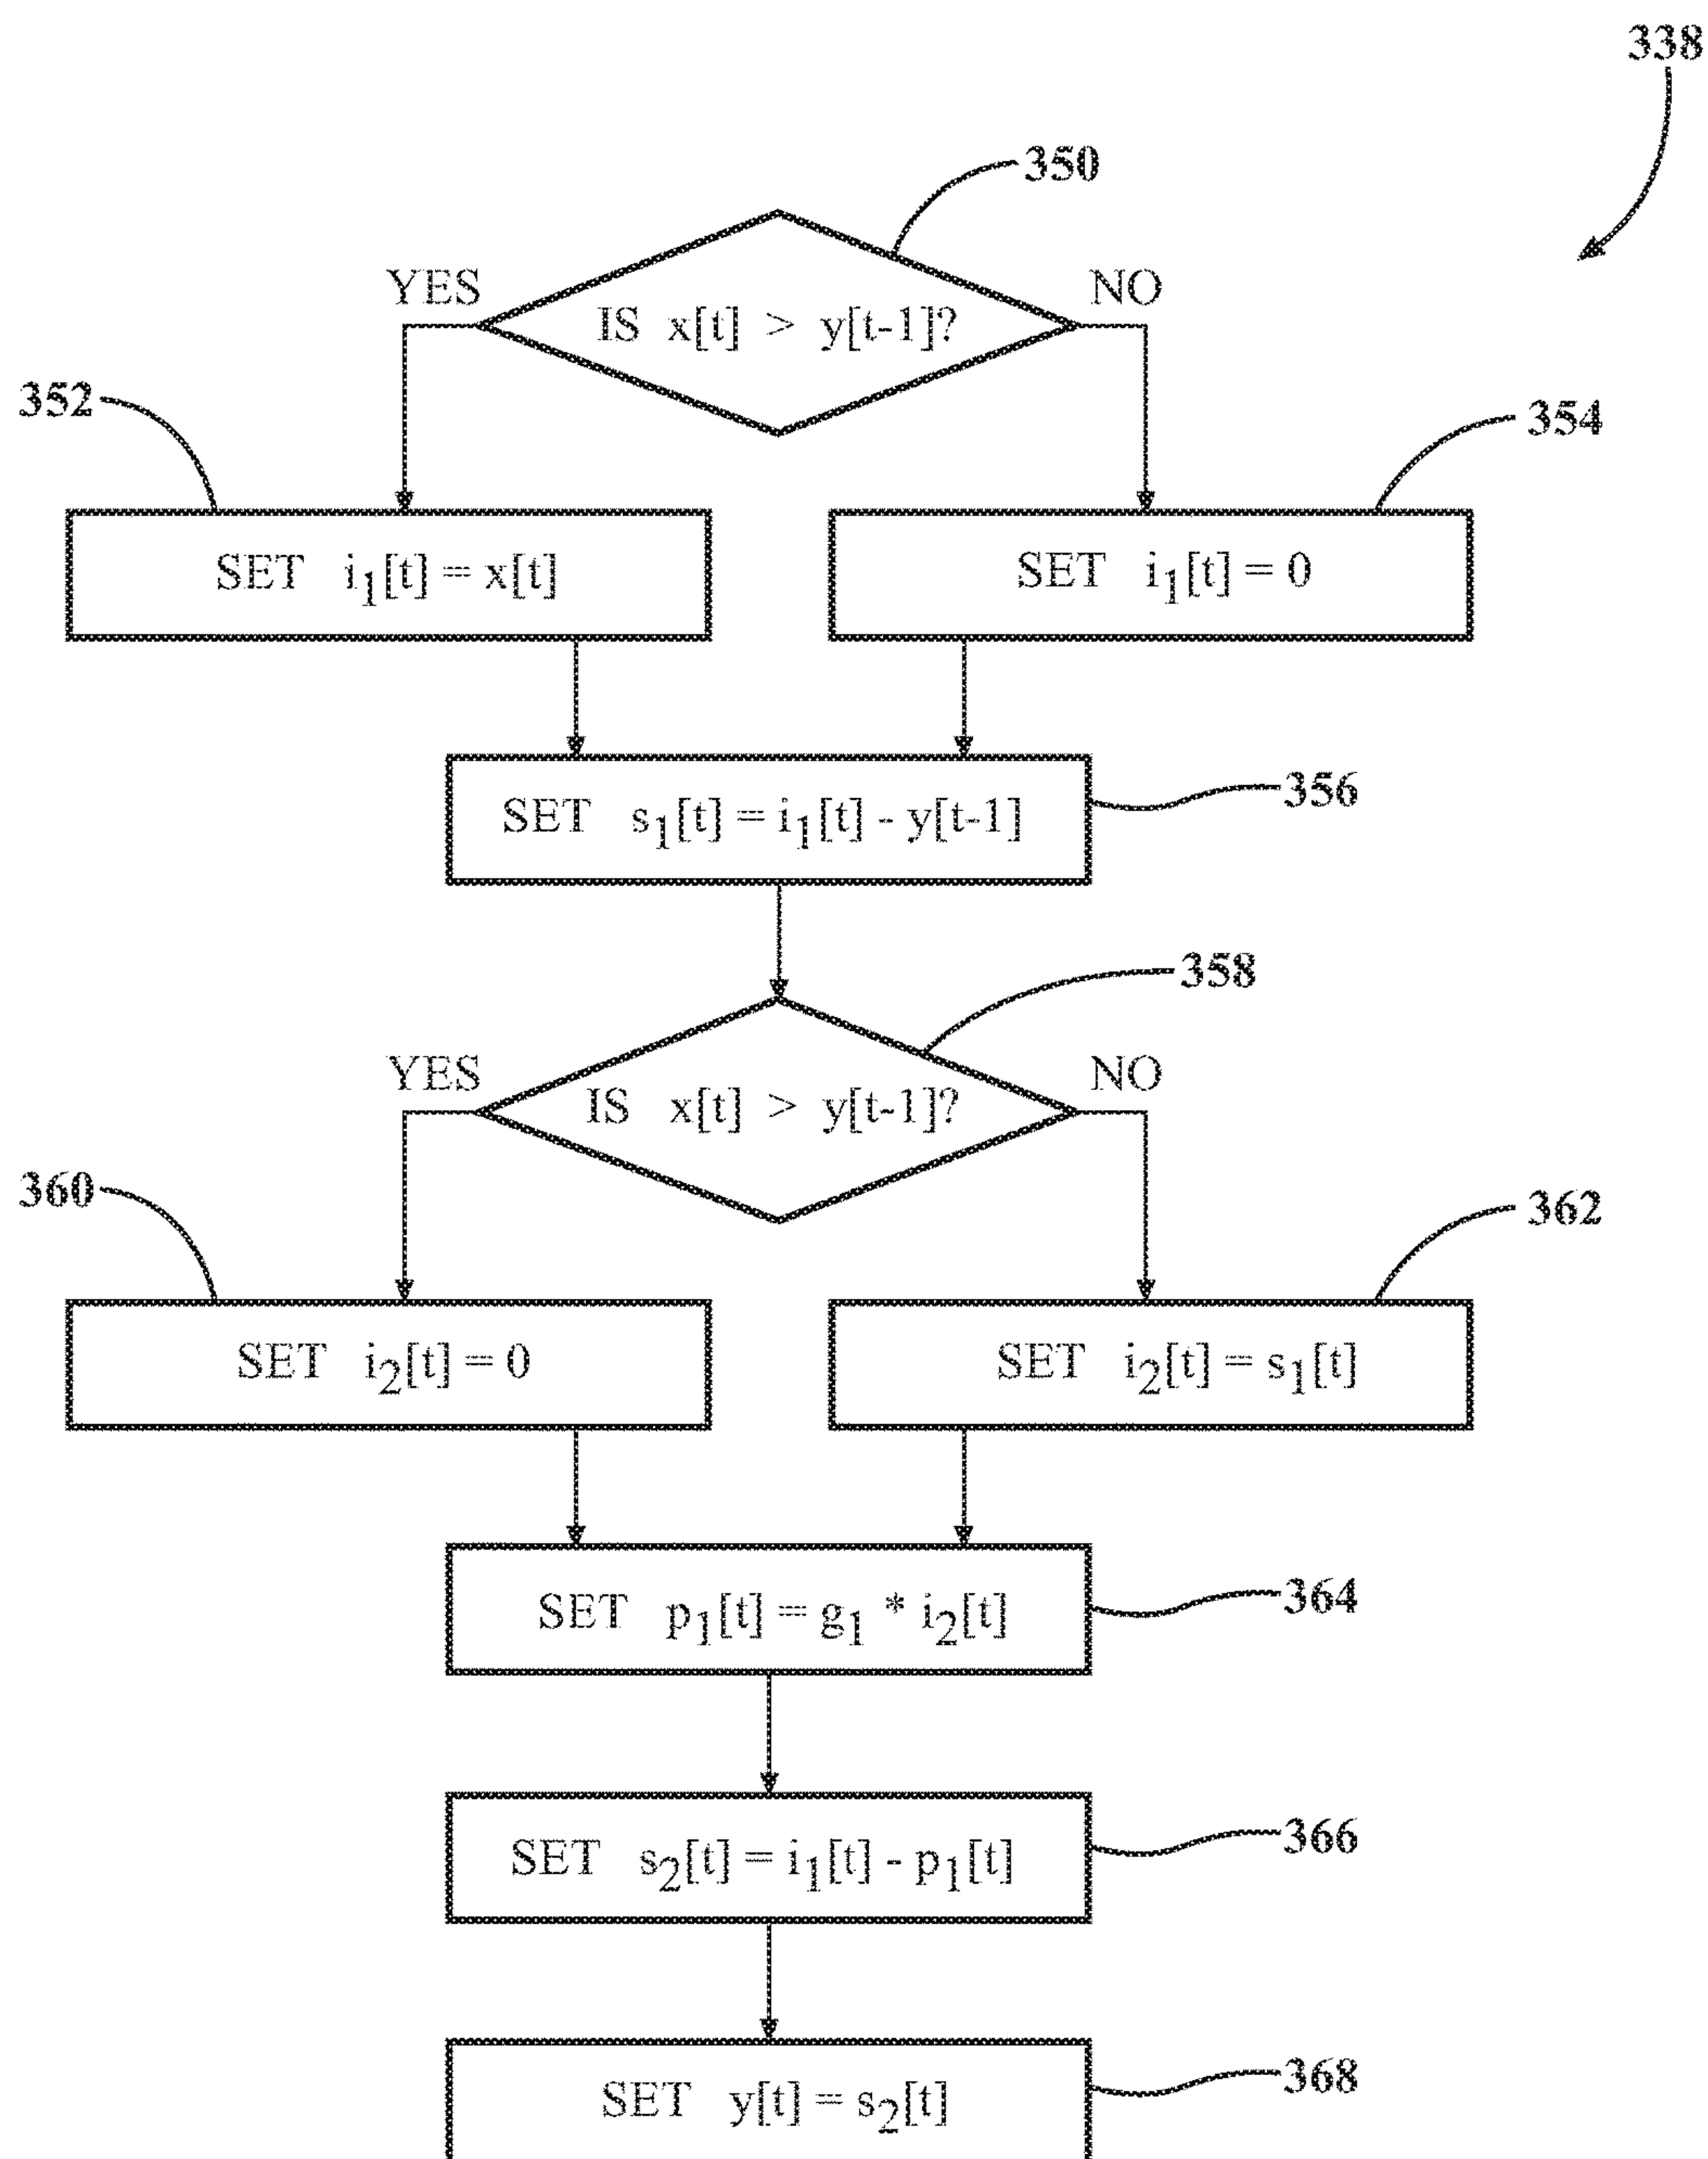 338
350
YES
NO
IS x[t] > y[t-1]?
352
354
SET i₁[t] = x[t]
SET i₁[t] = 0
SET s₁[t] = i₁[t] - y[t-1]
356
358
YES
NO
IS x[t] > y[t-1]?
360
362
SET i₂[t] = 0
SET i₂[t] = s₁[t]
SET p₁[t] = g₁ * i₂[t]
364
SET s₂[t] = i₁[t] - p₁[t]
366
SET y[t] = s₂[t]
368